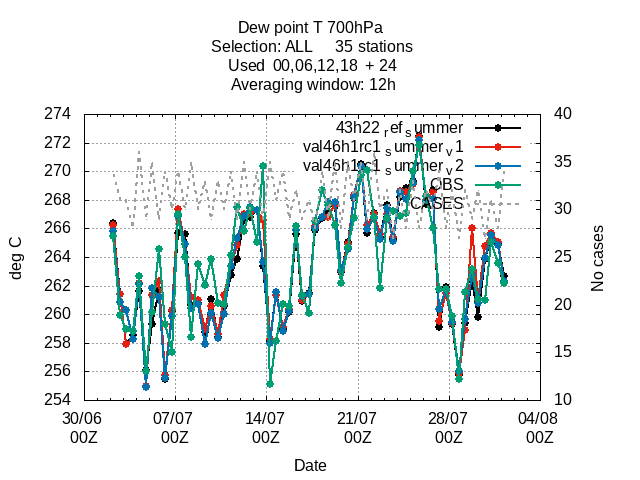 Dew point T 700hPa
Selection: ALL 35 stations
Used 00,06,12,18 + 24
Averaging window: 12h
274 40
43h22refsummer
272
val46h1rc1summerv1
35
270 val46h1rc1summerv2
OBS
268 CASES 30
266
264 25
262
260 20
258
256 15
254 10
30/06 07/07 14/07 21/07 28/07 04/08
00Z 00Z 00Z 00Z 00Z 00Z
Date
deg C
No cases